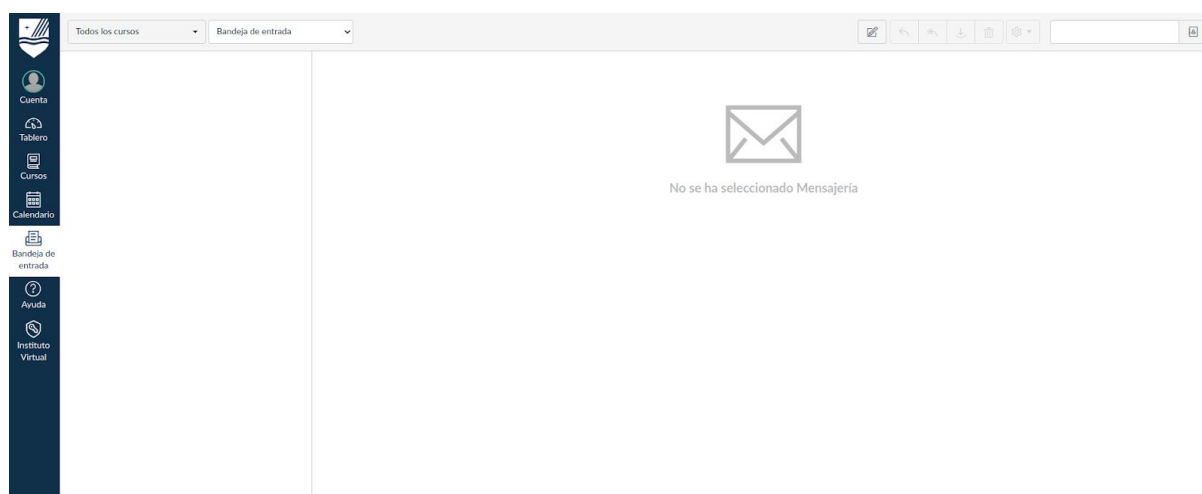 Todos los cursos
Bandeja de entrada
Cuenta
Tablero
Cursos
Calendario
Bandeja de
entrada
Ayuda
Instituto
Virtual
No se ha seleccionado Mensajería